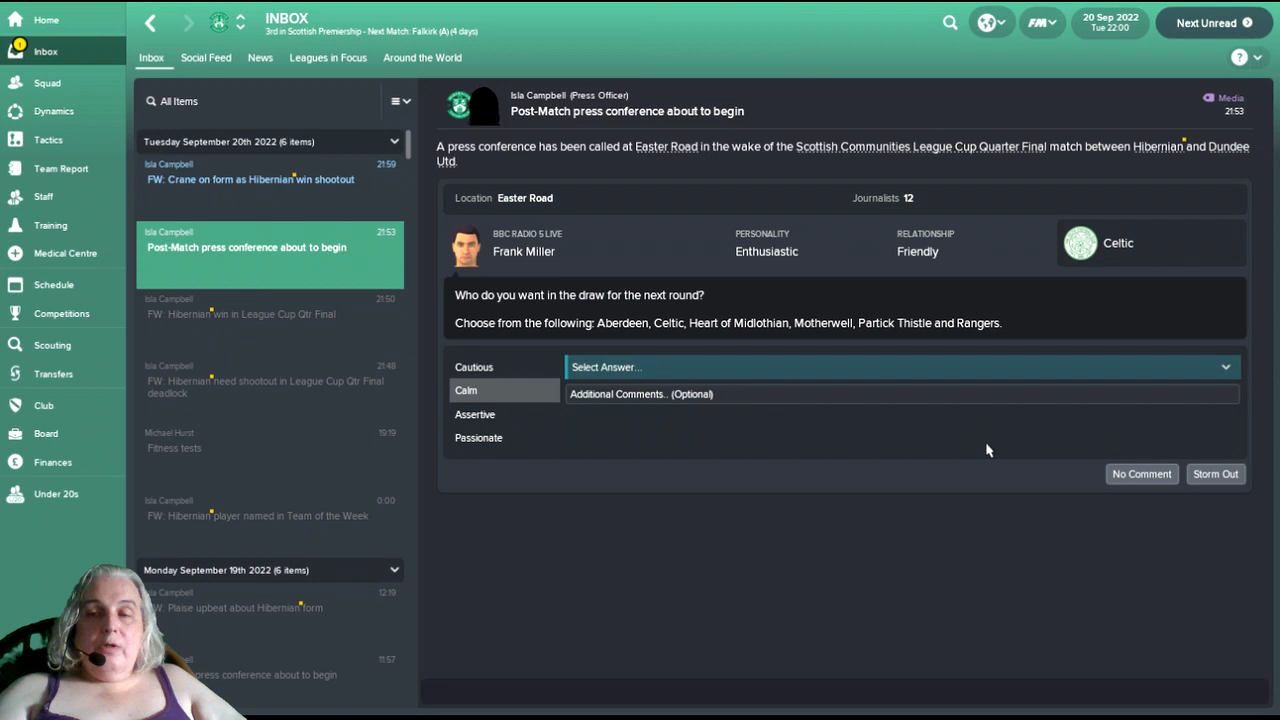 Home
Inbox
1
Squad
Dynamics
Tactics
Team Report
Staff
Training
Medical Centre
Schedule
Competitions
Scouting
Transfers
Club
Board
Finances
Under 20s
INBOX
3rd in Scottish Premiership - Next Match: Falkirk (A) (4 days)
FM
20 Sep 2022
Tue 22:00
Next Unread
Inbox
Social Feed
News
Leagues in Focus
Around the World
?
All Items
Tuesday September 20th 2022 (6 items)
Isla Campbell 21:59
FW: Crane on form as Hibernian win shootout
Isla Campbell 21:53
Post-Match press conference about to begin
Isla Campbell 21:50
FW: Hibernian win in League Cup Qtr Final
Isla Campbell 21:48
FW: Hibernian need shootout in League Cup Qtr Final
deadlock
Michael Hurst 19:19
Fitness tests
Isla Campbell 0:00
FW: Hibernian player named in Team of the Week
Monday September 19th 2022 (6 items)
Isla Campbell 12:19
FW: Plaise upbeat about Hibernian form
Campbell 11:57
press conference about to begin
Isla Campbell (Press Officer)
Post-Match press conference about to begin
Media
21:53
A press conference has been called at Easter Road in the wake of the Scottish Communities League Cup Quarter Final match between Hibernian and Dundee
Utd.
Location Easter Road
Journalists 12
BBC RADIO 5 LIVE
Frank Miller
PERSONALITY
Enthusiastic
RELATIONSHIP
Friendly
Celtic
Who do you want in the draw for the next round?
Choose from the following: Aberdeen, Celtic, Heart of Midlothian, Motherwell, Partick Thistle and Rangers.
Cautious
Calm
Assertive
Passionate
Select Answer...
Additional Comments.. (Optional)
No Comment
Storm Out